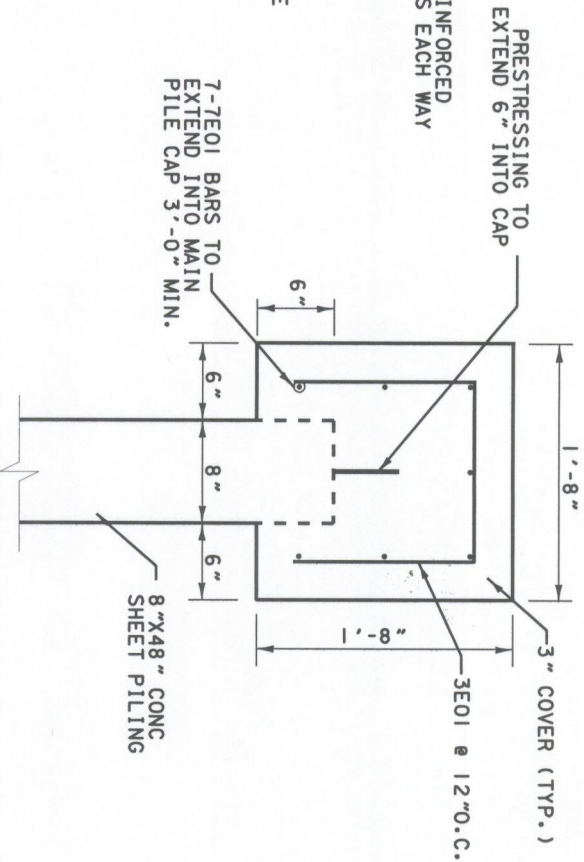 PRESTRESSING TO
EXTEND 6" INTO CAP
INFORCED
S EACH WAY
E
7-7E01 BARS TO
EXTEND INTO MAIN
PILE CAP 3'-0" MIN.
6"
6"
8"
6"
1'-8"
1'-8"
3" COVER (TYP.)
3E01 @ 12"O.C.
8"X48" CONC
SHEET PILING